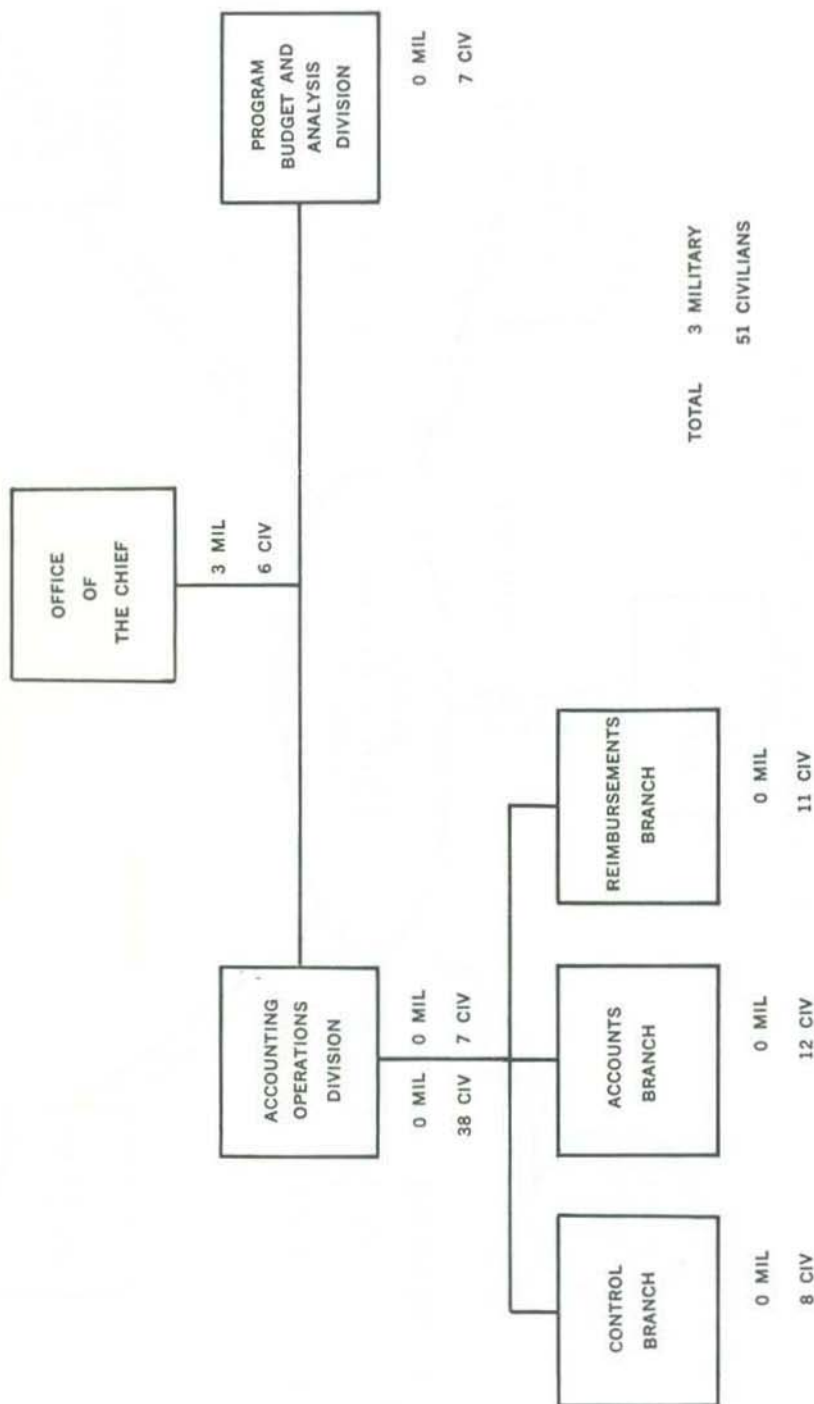 OFFICE
OF
THE CHIEF
3 MIL
6 CIV
ACCOUNTING
OPERATIONS
DIVISION
0 MIL 0 MIL
38 CIV 7 CIV
PROGRAM
BUDGET AND
ANALYSIS
DIVISION
0 MIL
7 CIV
CONTROL
BRANCH
0 MIL
8 CIV
ACCOUNTS
BRANCH
0 MIL
12 CIV
REIMBURSEMENTS
BRANCH
0 MIL
11 CIV
TOTAL 3 MILITARY
51 CIVILIANS